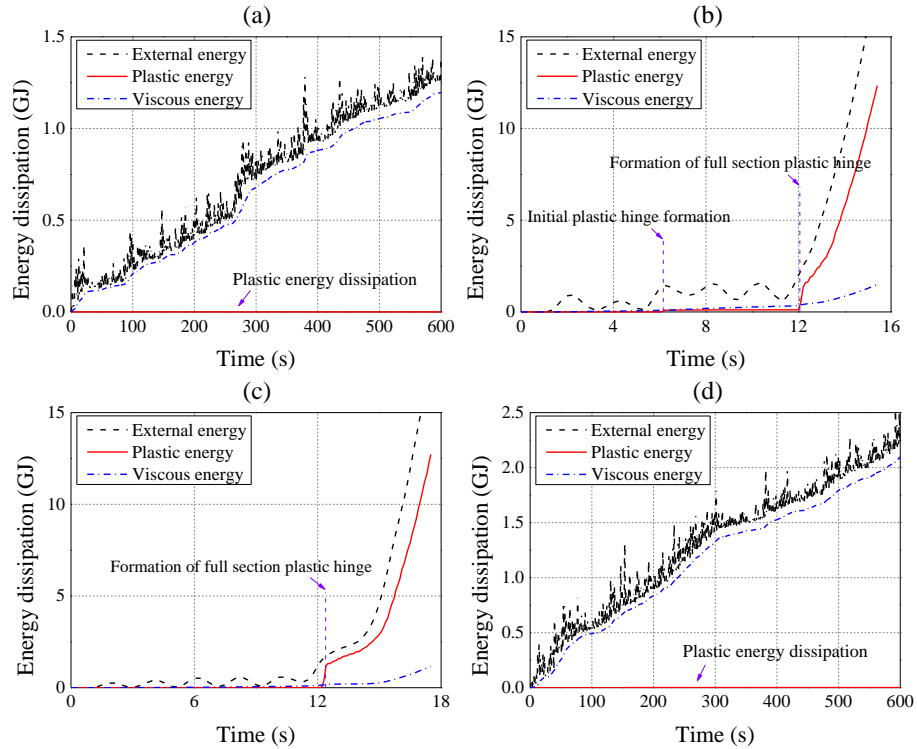 (a)
Energy dissipation (GJ)
1.5
1.0
0.5
0.0
External energy
Plastic energy
Viscous energy
Plastic energy dissipation
0 100 200 300 400 500 600
Time (s)
(b)
Energy dissipation (GJ)
15
10
5
0
External energy
Plastic energy
Viscous energy
Formation of full section plastic hinge
Initial plastic hinge formation
0 4 8 12 16
Time (s)
(c)
Energy dissipation (GJ)
15
10
5
0
External energy
Plastic energy
Viscous energy
Formation of full section plastic hinge
0 6 12 18
Time (s)
(d)
Energy dissipation (GJ)
2.5
2.0
1.5
1.0
0.5
0.0
External energy
Plastic energy
Viscous energy
Plastic energy dissipation
0 100 200 300 400 500 600
Time (s)